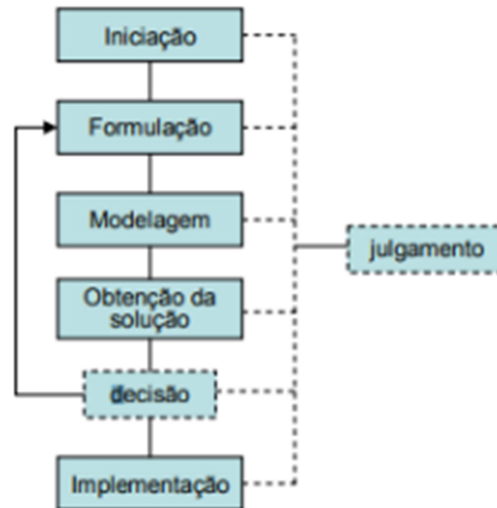 Iniciação
Formulação
Modelagem
julgamento
Obtenção da
solução
decisão
Implementação